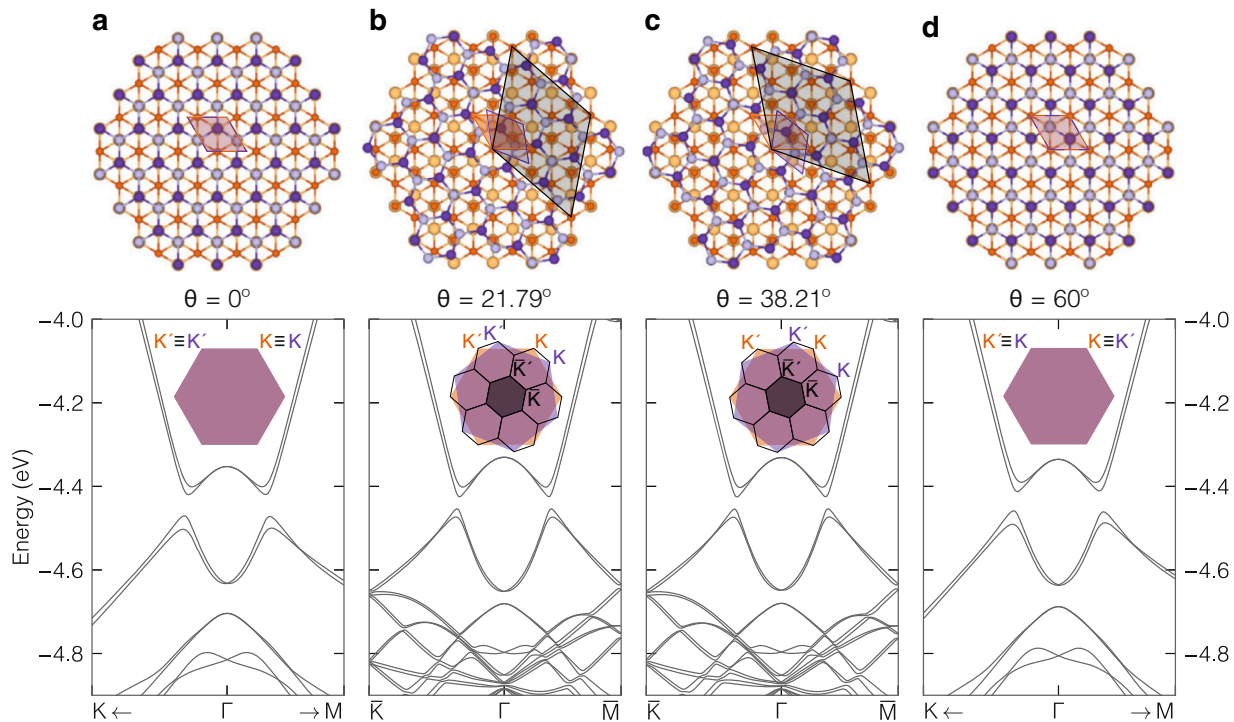 a b c d
θ = 0° θ = 21.79° θ = 38.21° θ = 60°
−4.0 −4.0
K´≡K´ K≡K K´ K´ K K K´ K´ K K K´≡K K≡K´
K̅´ K̅ K̅´ K̅
−4.2 −4.2
−4.4 −4.4
Energy (eV)
−4.6 −4.6
−4.8 −4.8
K ← Γ → M K̅ Γ M̅ K̅ Γ M̅ K ← Γ → M